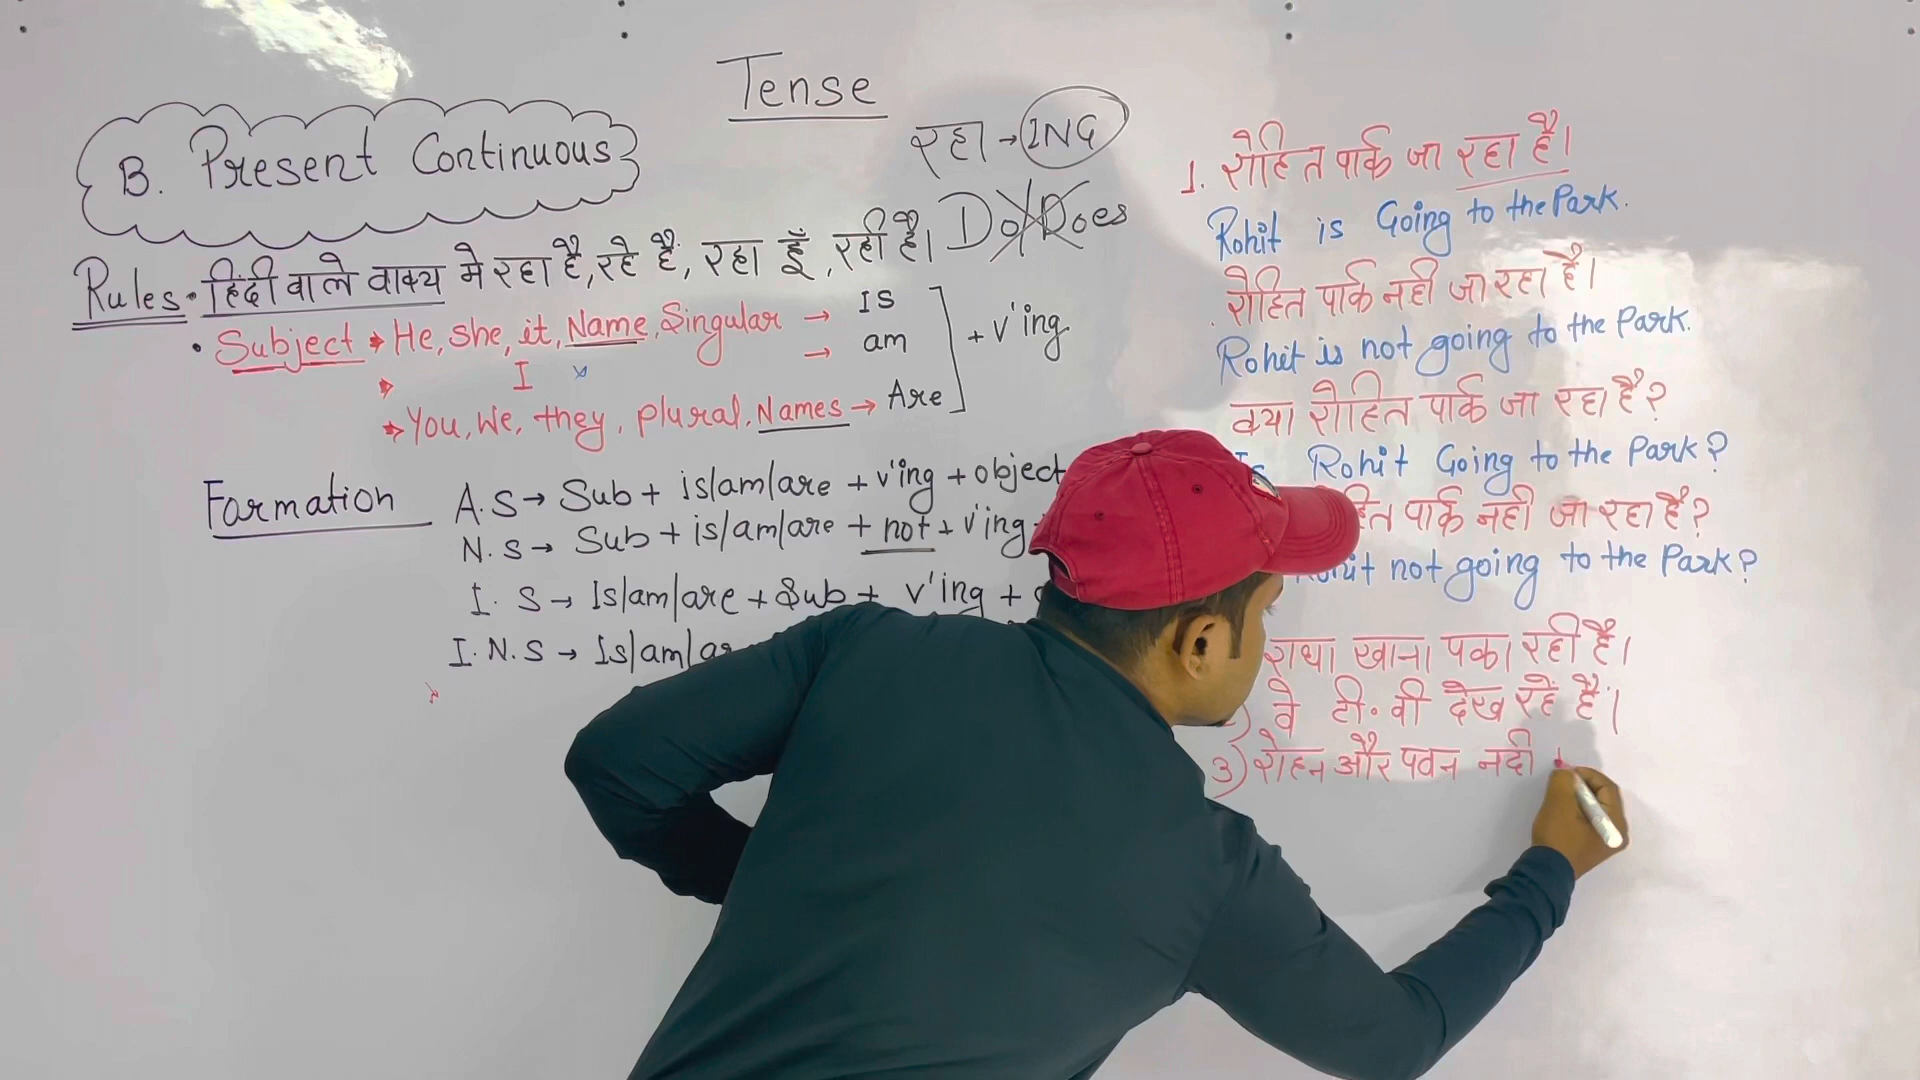 Tense
B. Present Continuous
रहा → ING
Do/Does
Rules • हिंदी वाले वाक्य मे रहा है, रहे हैं, रहा हूँ, रही है।
• Subject → He, she, it, Name, Singular → IS
I → am
+ v'ing
→ You, We, they, plural, Names → Are
Formation
A.S → Sub + is/am/are + v'ing + object
N.S → Sub + is/am/are + not + v'ing
I. S → Is/am/are + Sub + v'ing +
I.N.S → Is/am/
1. रोहित पार्क जा रहा है।
Rohit is Going to the Park.
रोहित पार्क नही जा रहा है।
Rohit is not going to the Park.
क्या रोहित पार्क जा रहा है?
Is Rohit Going to the Park?
पार्क नही जा रहा है?
not going to the Park?
राधा खाना पका रही है।
वे टी.वी देख रहे हैं।
3) रोहन और पवन नदी